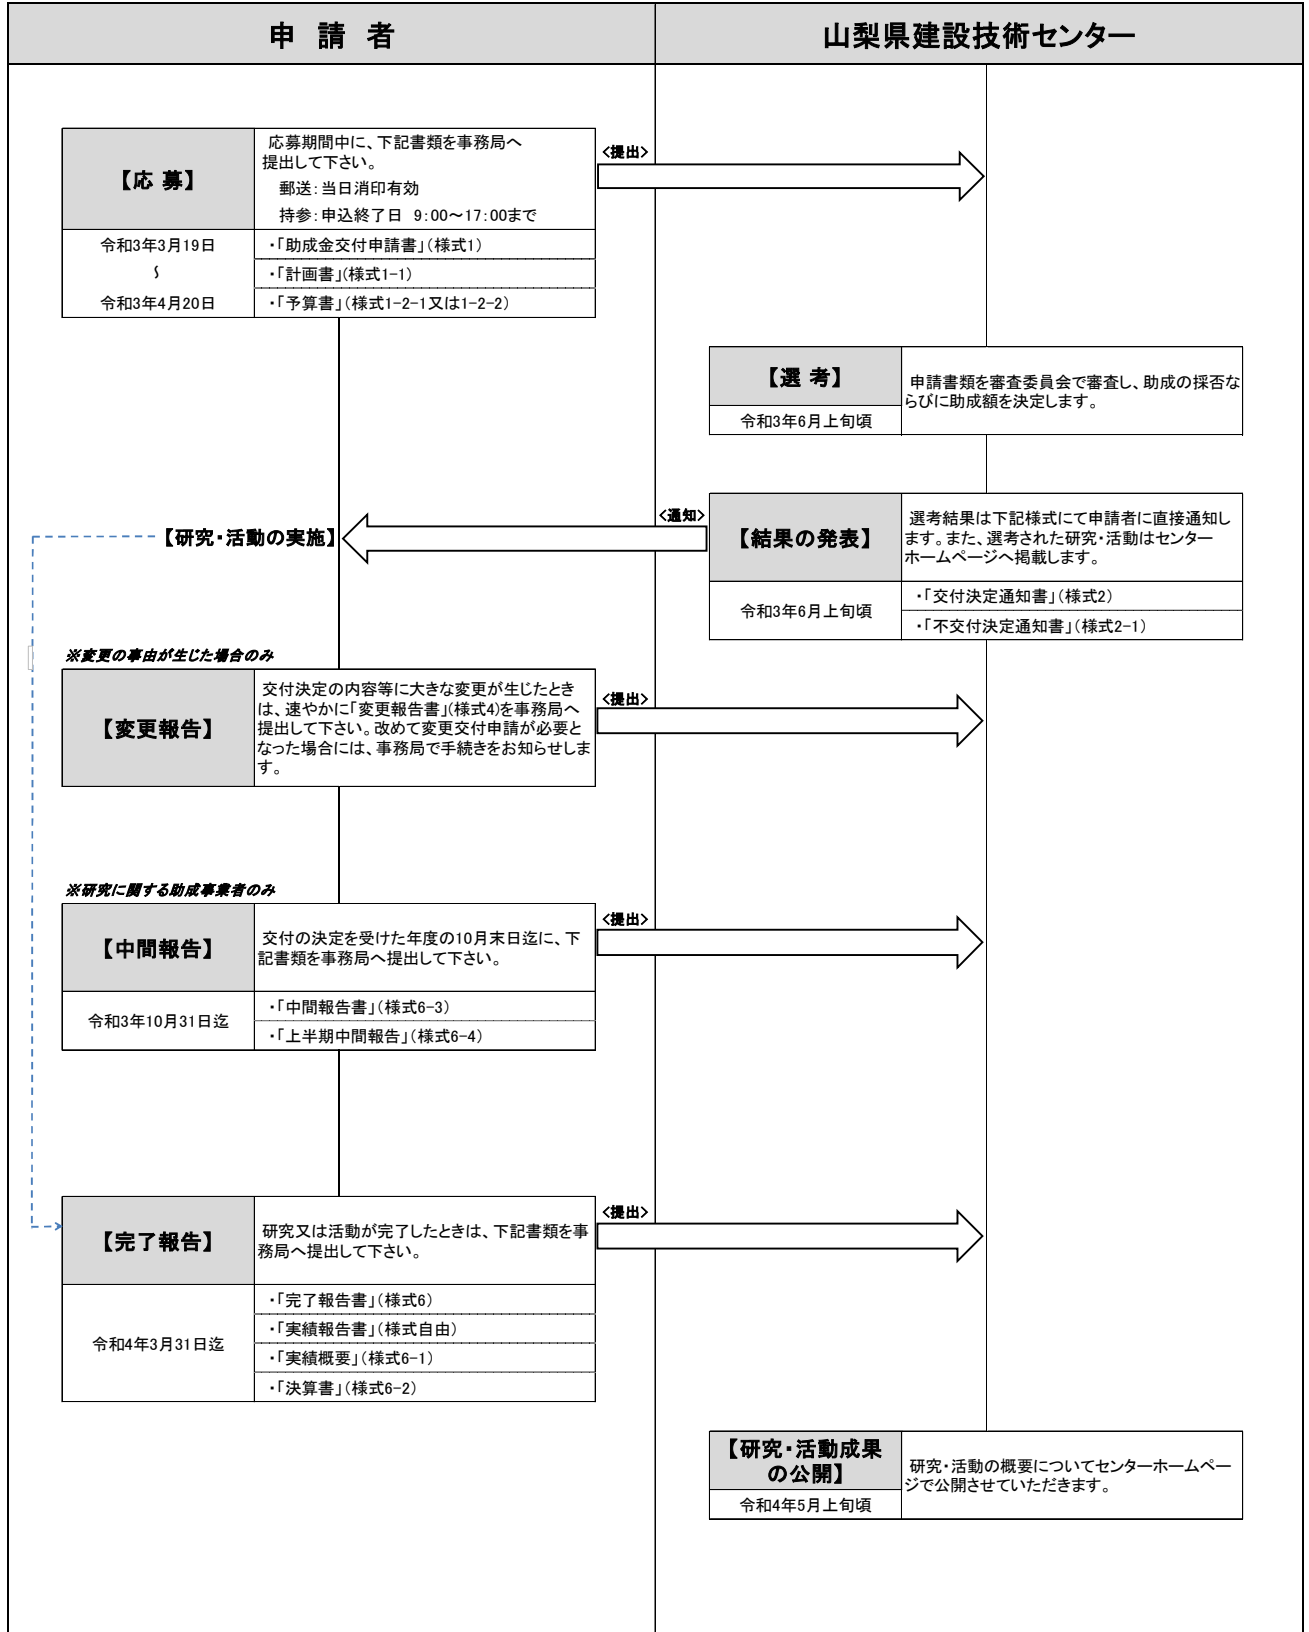 申 請 者
山梨県建設技術センター
【応 募】
応募期間中に、下記書類を事務局へ
提出して下さい。
郵送:当日消印有効
持参:申込終了日 9:00～17:00まで
<提出>
令和3年3月19日
～
令和3年4月20日
・「助成金交付申請書」(様式1)
・「計画書」(様式1-1)
・「予算書」(様式1-2-1又は1-2-2)
【選 考】
令和3年6月上旬頃
申請書類を審査委員会で審査し、助成の採否な
らびに助成額を決定します。
【研究・活動の実施】
<通知>
【結果の発表】
選考結果は下記様式にて申請者に直接通知し
ます。また、選考された研究・活動はセンター
ホームページへ掲載します。
令和3年6月上旬頃
・「交付決定通知書」(様式2)
・「不交付決定通知書」(様式2-1)
※変更の事由が生じた場合のみ
【変更報告】
交付決定の内容等に大きな変更が生じたとき
は、速やかに「変更報告書」(様式4)を事務局へ
提出して下さい。改めて変更交付申請が必要と
なった場合には、事務局で手続きをお知らせしま
す。
<提出>
※研究に関する助成事業者のみ
【中間報告】
交付の決定を受けた年度の10月末日迄に、下
記書類を事務局へ提出して下さい。
<提出>
令和3年10月31日迄
・「中間報告書」(様式6-3)
・「上半期中間報告」(様式6-4)
【完了報告】
研究又は活動が完了したときは、下記書類を事
務局へ提出して下さい。
<提出>
令和4年3月31日迄
・「完了報告書」(様式6)
・「実績報告書」(様式自由)
・「実績概要」(様式6-1)
・「決算書」(様式6-2)
【研究・活動成果
の公開】
令和4年5月上旬頃
研究・活動の概要についてセンターホームペー
ジで公開させていただきます。